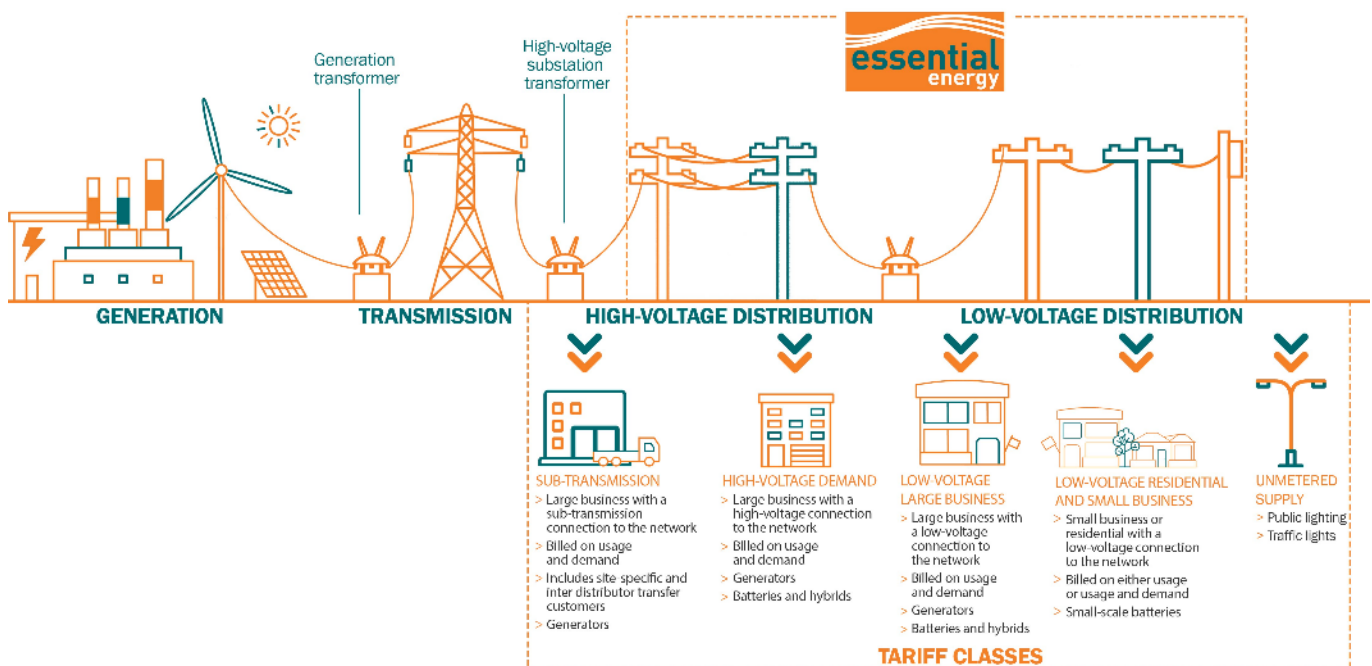 Generation
transformer
High-voltage
substation
transformer
essential
energy
GENERATION
TRANSMISSION
HIGH-VOLTAGE DISTRIBUTION
LOW-VOLTAGE DISTRIBUTION
SUB-TRANSMISSION
> Large business with a
sub-transmission
connection to the network
> Billed on usage
and demand
> Includes site-specific and
inter distributor transfer
customers
> Generators
HIGH-VOLTAGE DEMAND
> Large business with a
high-voltage connection
to the network
> Billed on usage
and demand
> Generators
> Batteries and hybrids
LOW-VOLTAGE
LARGE BUSINESS
> Large business with
a low-voltage
connection to
the network
> Billed on usage
and demand
> Generators
> Batteries and hybrids
LOW-VOLTAGE RESIDENTIAL
AND SMALL BUSINESS
> Small business or
residential with a
low-voltage connection
to the network
> Billed on either usage
or usage and demand
> Small-scale batteries
UNMETERED
SUPPLY
> Public lighting
> Traffic lights
TARIFF CLASSES